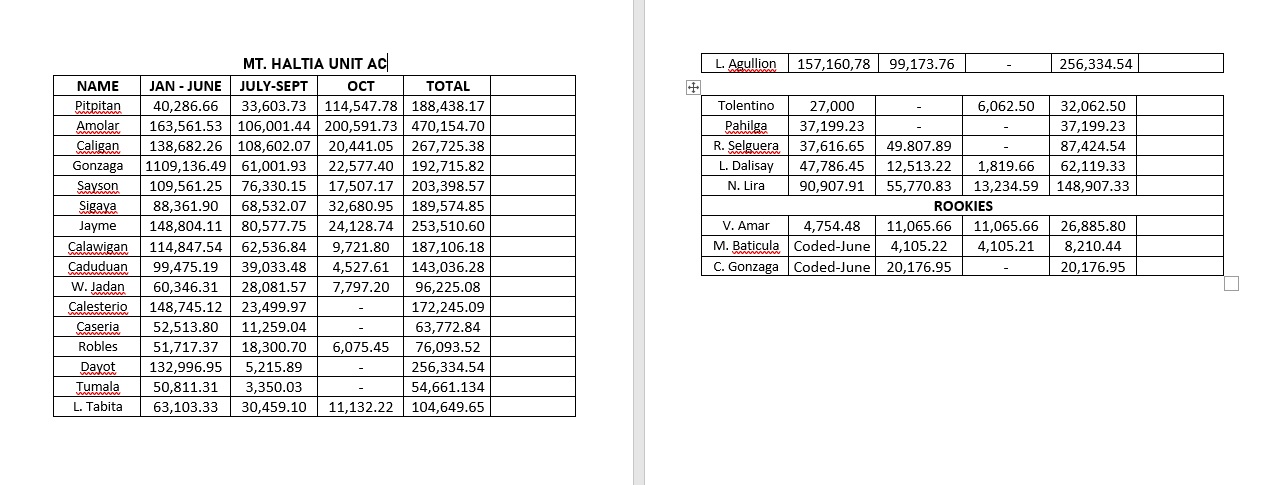 MT. HALTIA UNIT AC
NAME JAN - JUNE JULY-SEPT OCT TOTAL
Pitpitan 40,286.66 33,603.73 114,547.78 188,438.17
Amolar 163,561.53 106,001.44 200,591.73 470,154.70
Caligan 138,682.26 108,602.07 20,441.05 267,725.38
Gonzaga 1109,136.49 61,001.93 22,577.40 192,715.82
Sayson 109,561.25 76,330.15 17,507.17 203,398.57
Sigaya 88,361.90 68,532.07 32,680.95 189,574.85
Jayme 148,804.11 80,577.75 24,128.74 253,510.60
Calawigan 114,847.54 62,536.84 9,721.80 187,106.18
Caduduan 99,475.19 39,033.48 4,527.61 143,036.28
W. Jadan 60,346.31 28,081.57 7,797.20 96,225.08
Calesterio 148,745.12 23,499.97 - 172,245.09
Caseria 52,513.80 11,259.04 - 63,772.84
Robles 51,717.37 18,300.70 6,075.45 76,093.52
Dayot 132,996.95 5,215.89 - 256,334.54
Tumala 50,811.31 3,350.03 - 54,661.134
L. Tabita 63,103.33 30,459.10 11,132.22 104,649.65
L. Agullion 157,160,78 99,173.76 - 256,334.54
Tolentino 27,000 - 6,062.50 32,062.50
Pahilga 37,199.23 - - 37,199.23
R. Selguera 37,616.65 49.807.89 - 87,424.54
L. Dalisay 47,786.45 12,513.22 1,819.66 62,119.33
N. Lira 90,907.91 55,770.83 13,234.59 148,907.33
ROOKIES
V. Amar 4,754.48 11,065.66 11,065.66 26,885.80
M. Baticula Coded-June 4,105.22 4,105.21 8,210.44
C. Gonzaga Coded-June 20,176.95 - 20,176.95